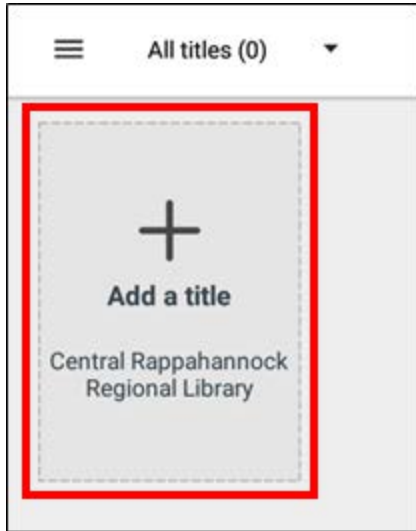 All titles (0)
Add a title
Central Rappahannock
Regional Library